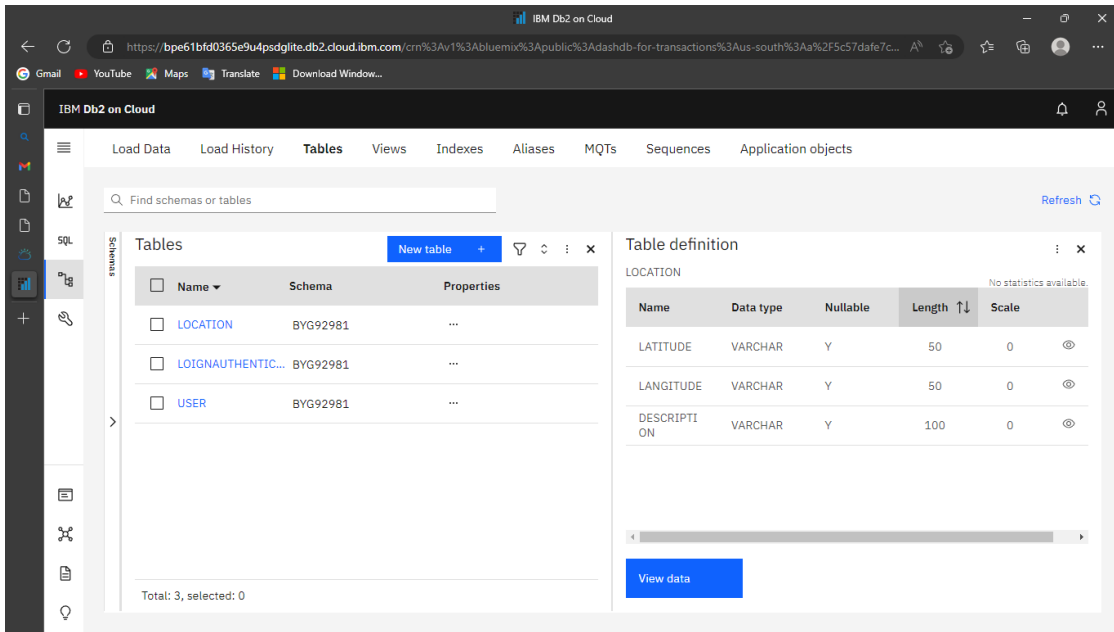 IBM Db2 on Cloud
https://bpe61bfd0365e9u4psdglite.db2.cloud.ibm.com/crn%3Av1%3Abluemix%3Apublic%3Adashdb-for-transactions%3Aus-south%3Aa%2F5c57dafe7c...
Gmail YouTube Maps Translate Download Window...
IBM Db2 on Cloud
Load Data Load History Tables Views Indexes Aliases MQTs Sequences Application objects
Find schemas or tables
Refresh
SQL
Schemas
Tables
New table +
Name Schema Properties
LOCATION BYG92981 ...
LOIGNAUTHENTIC... BYG92981 ...
USER BYG92981 ...
Total: 3, selected: 0
Table definition
LOCATION
No statistics available.
Name Data type Nullable Length Scale
LATITUDE VARCHAR Y 50 0
LANGITUDE VARCHAR Y 50 0
DESCRIPTI
ON VARCHAR Y 100 0
View data